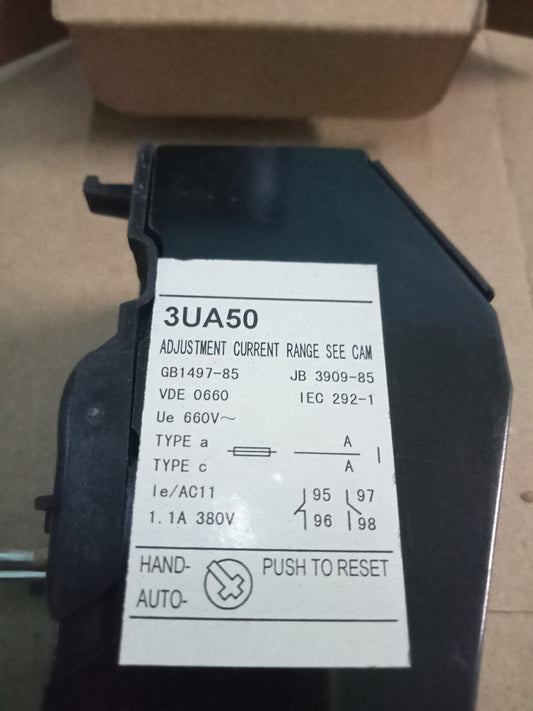 3UA50
ADJUSTMENT CURRENT RANGE SEE CAM
GB1497-85 JB 3909-85
VDE 0660 IEC 292-1
Ue 660V~
TYPE a A
TYPE c A
Ie/AC11 95 97
1.1A 380V 96 98
HAND- PUSH TO RESET
AUTO-